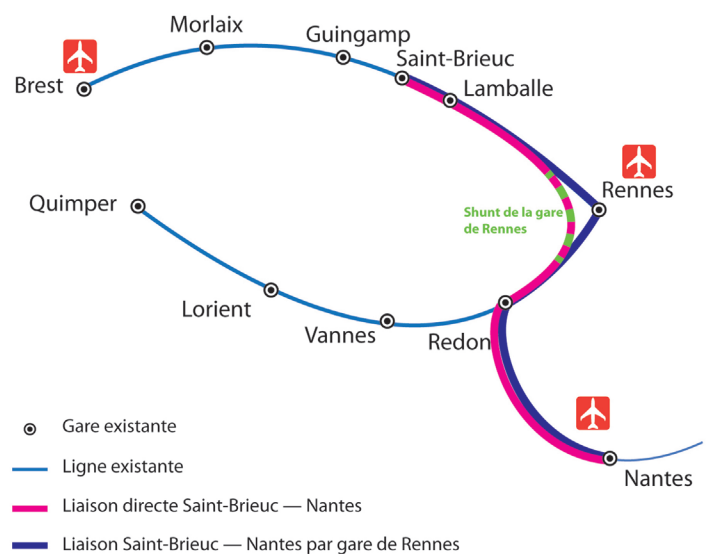 Morlaix
Guingamp
Saint-Brieuc
Brest
Lamballe
Rennes
Quimper
Shunt de la gare
de Rennes
Lorient
Vannes
Redon
Gare existante
Ligne existante
Nantes
Liaison directe Saint-Brieuc — Nantes
Liaison Saint-Brieuc — Nantes par gare de Rennes